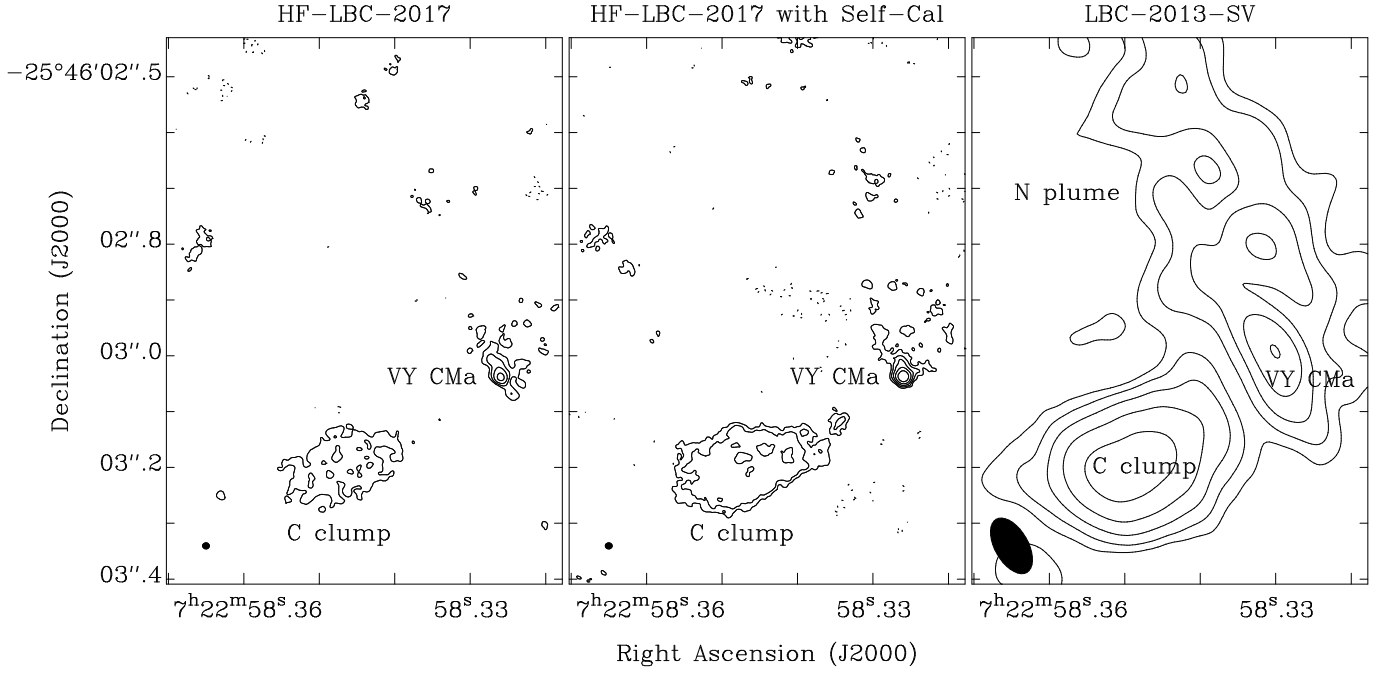 HF-LBC-2017
HF-LBC-2017 with Self-Cal
LBC-2013-SV
−25°46′02″.5
02″.8
03″.0
03″.2
03″.4
Declination (J2000)
VY CMa
C clump
VY CMa
C clump
N plume
VY CMa
C clump
7ʰ22ᵐ58ˢ.36
58ˢ.33
7ʰ22ᵐ58ˢ.36
58ˢ.33
7ʰ22ᵐ58ˢ.36
58ˢ.33
Right Ascension (J2000)